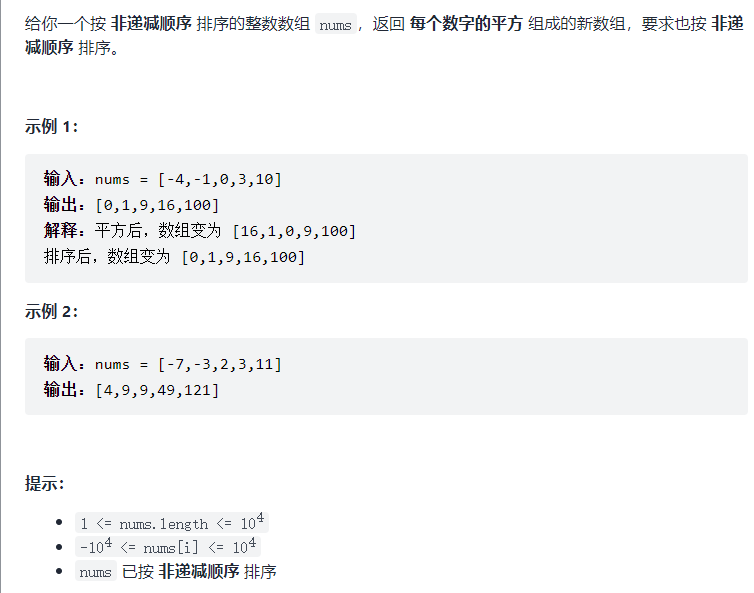 给你一个按 非递减顺序 排序的整数数组 nums，返回 每个数字的平方 组成的新数组，要求也按 非递
减顺序 排序。
示例 1：
输入：nums = [-4,-1,0,3,10]
输出：[0,1,9,16,100]
解释：平方后，数组变为 [16,1,0,9,100]
排序后，数组变为 [0,1,9,16,100]
示例 2：
输入：nums = [-7,-3,2,3,11]
输出：[4,9,9,49,121]
提示：
• 1 <= nums.length <= 10⁴
• -10⁴ <= nums[i] <= 10⁴
• nums 已按 非递减顺序 排序